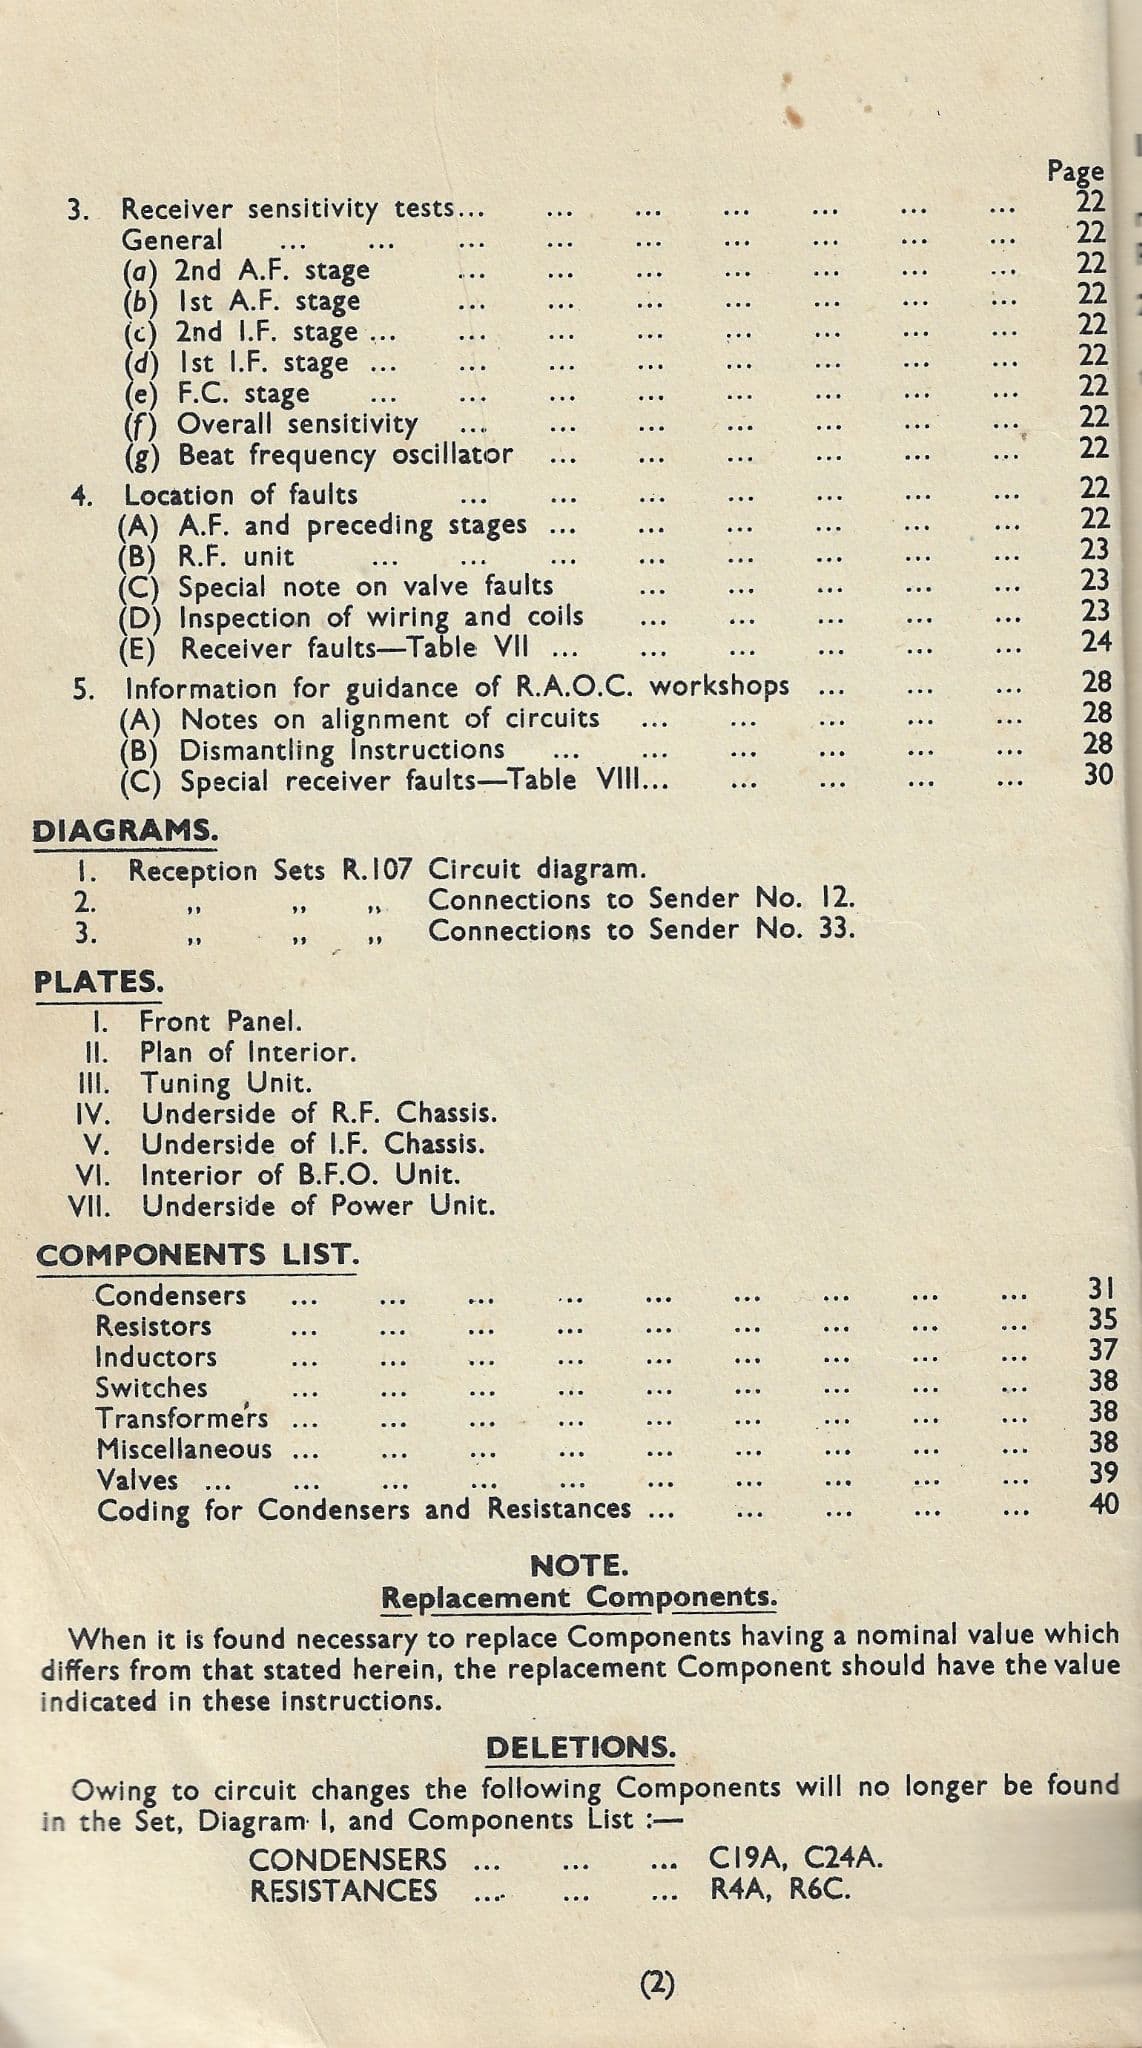 Page
3. Receiver sensitivity tests... ... ... ... ... ... ... 22
General ... ... ... ... ... ... ... ... ... 22
(a) 2nd A.F. stage ... ... ... ... ... ... ... 22
(b) 1st A.F. stage ... ... ... ... ... ... ... 22
(c) 2nd I.F. stage ... ... ... ... ... ... ... ... 22
(d) 1st I.F. stage ... ... ... ... ... ... ... ... 22
(e) F.C. stage ... ... ... ... ... ... ... ... 22
(f) Overall sensitivity ... ... ... ... ... ... ... 22
(g) Beat frequency oscillator ... ... ... ... ... ... 22
4. Location of faults ... ... ... ... ... ... ... 22
(A) A.F. and preceding stages ... ... ... ... ... ... 22
(B) R.F. unit ... ... ... ... ... ... ... ... 23
(C) Special note on valve faults ... ... ... ... ... 23
(D) Inspection of wiring and coils ... ... ... ... ... 23
(E) Receiver faults—Table VII ... ... ... ... ... ... 24
5. Information for guidance of R.A.O.C. workshops ... ... ... 28
(A) Notes on alignment of circuits ... ... ... ... ... 28
(B) Dismantling Instructions ... ... ... ... ... ... 28
(C) Special receiver faults—Table VIII... ... ... ... ... 30
DIAGRAMS.
1. Reception Sets R.107 Circuit diagram.
2. ,, ,, ,, Connections to Sender No. 12.
3. ,, ,, ,, Connections to Sender No. 33.
PLATES.
I. Front Panel.
II. Plan of Interior.
III. Tuning Unit.
IV. Underside of R.F. Chassis.
V. Underside of I.F. Chassis.
VI. Interior of B.F.O. Unit.
VII. Underside of Power Unit.
COMPONENTS LIST.
Condensers ... ... ... ... ... ... ... ... ... 31
Resistors ... ... ... ... ... ... ... ... ... 35
Inductors ... ... ... ... ... ... ... ... ... 37
Switches ... ... ... ... ... ... ... ... ... 38
Transformers ... ... ... ... ... ... ... ... ... 38
Miscellaneous ... ... ... ... ... ... ... ... ... 38
Valves ... ... ... ... ... ... ... ... ... ... 39
Coding for Condensers and Resistances ... ... ... ... ... 40
NOTE.
Replacement Components.
When it is found necessary to replace Components having a nominal value which
differs from that stated herein, the replacement Component should have the value
indicated in these instructions.
DELETIONS.
Owing to circuit changes the following Components will no longer be found
in the Set, Diagram 1, and Components List :—
CONDENSERS ... ... ... C19A, C24A.
RESISTANCES ... ... ... R4A, R6C.
(2)